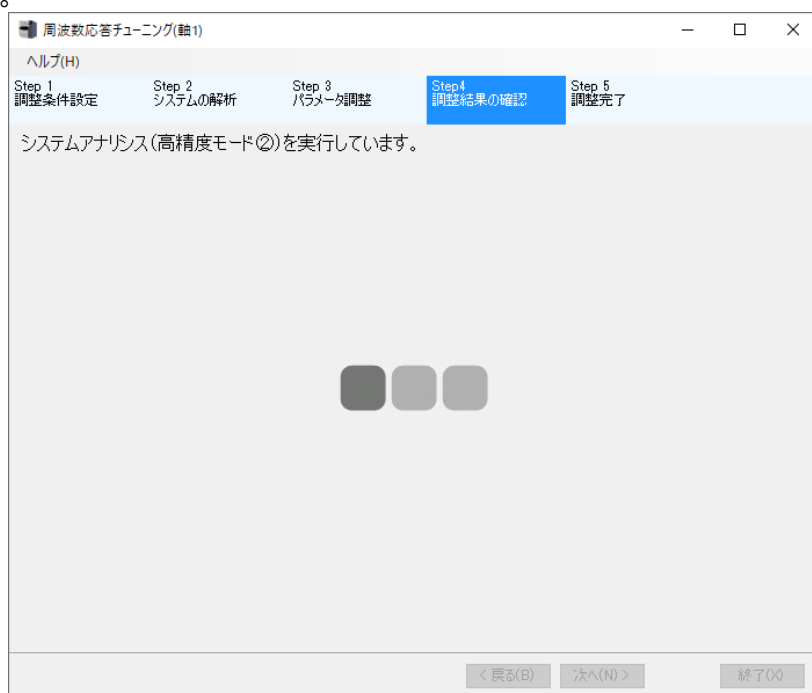 。
周波数応答チューニング(軸1)
ヘルプ(H)
Step 1
調整条件設定
Step 2
システムの解析
Step 3
パラメータ調整
Step4
調整結果の確認
Step 5
調整完了
システムアナリシス(高精度モード②)を実行しています。
< 戻る(B)
次へ(N) >
終了(X)